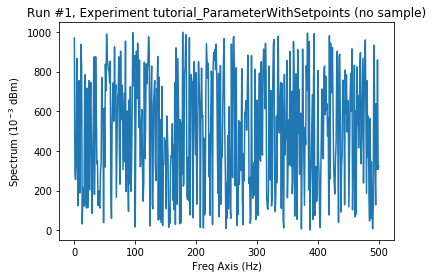 Run #1, Experiment tutorial_ParameterWithSetpoints (no sample)
1000
800
600
400
200
0
Spectrum (10⁻³ dBm)
0 100 200 300 400 500
Freq Axis (Hz)